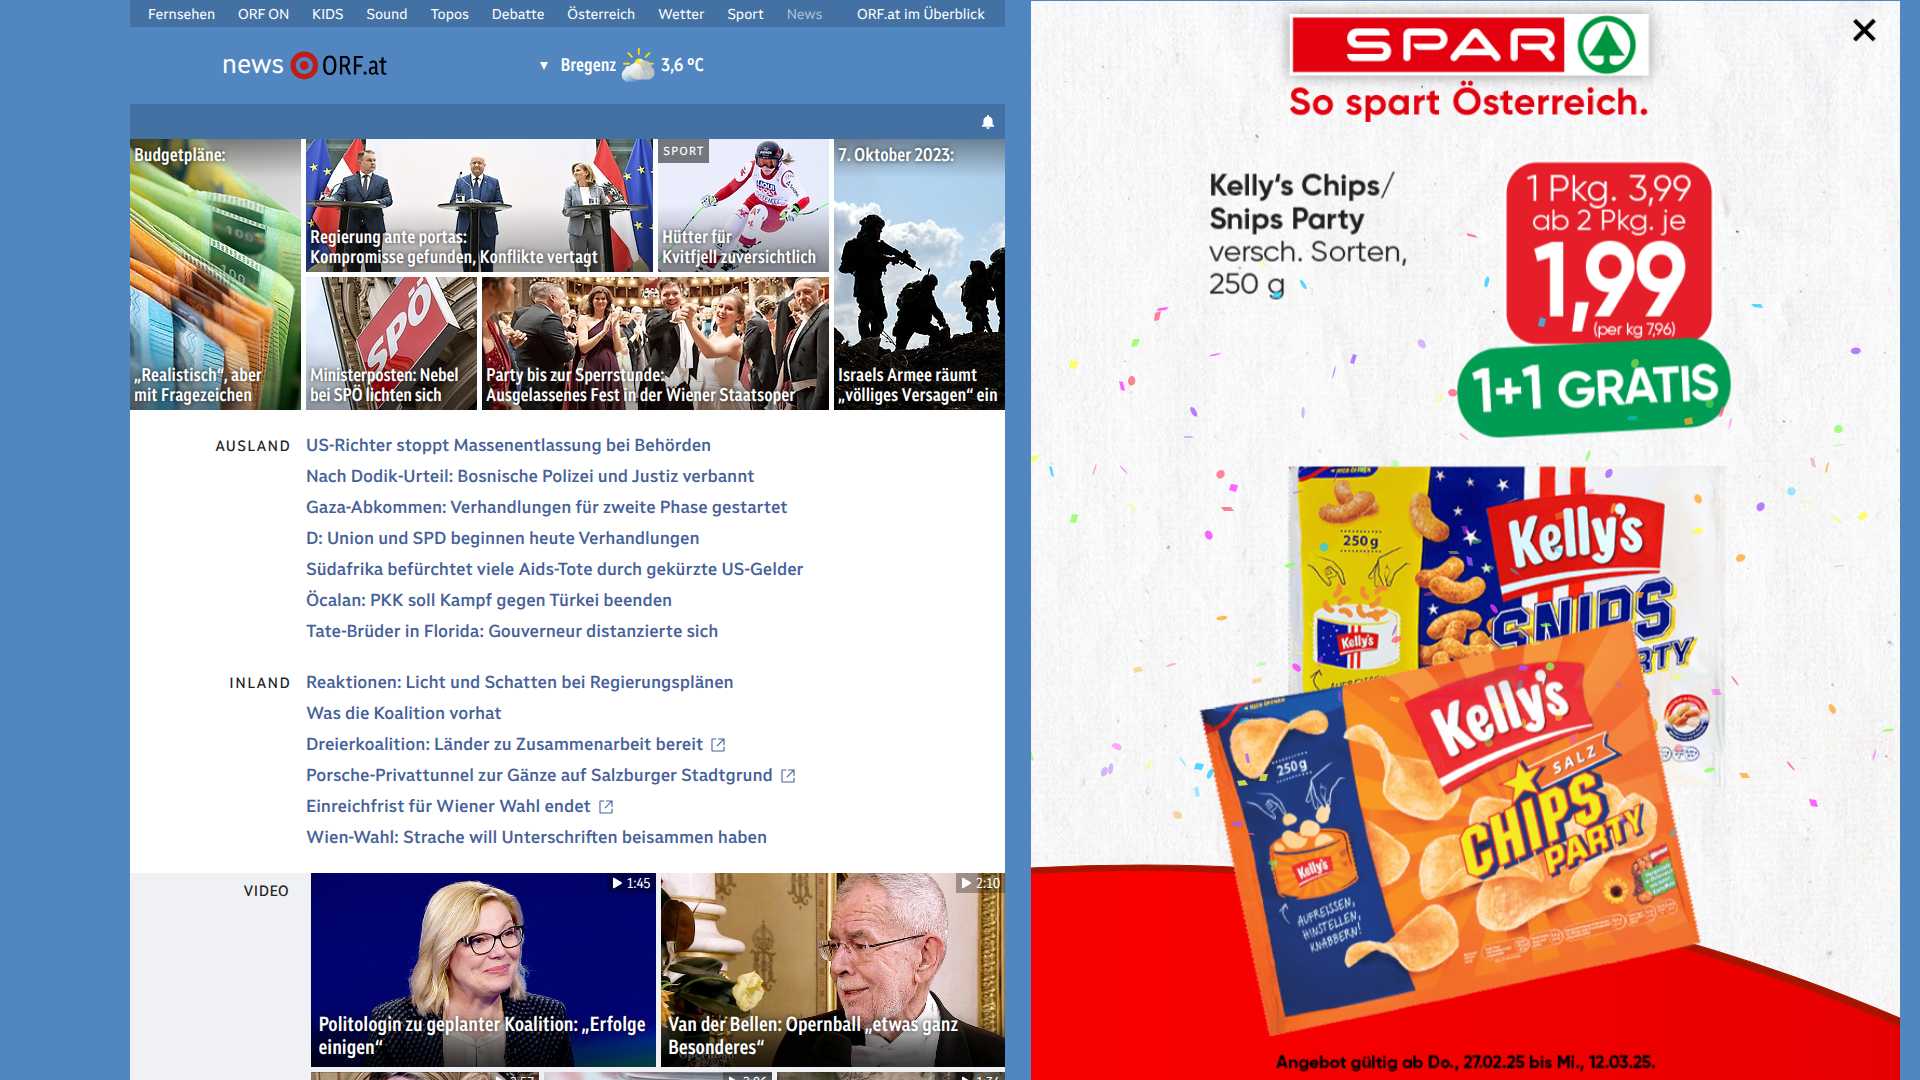 Fernsehen ORF ON KIDS Sound Topos Debatte Österreich Wetter Sport News ORF.at im Überblick
news ORF.at
Bregenz 3,6 °C
Budgetpläne:
„Realistisch“, aber
mit Fragezeichen
Regierung ante portas:
Kompromisse gefunden, Konflikte vertagt
SPORT
Hütter für
Kvitfjell zuversichtlich
7. Oktober 2023:
Israels Armee räumt
„völliges Versagen“ ein
SPÖ
Ministerposten: Nebel
bei SPÖ lichten sich
Party bis zur Sperrstunde:
Ausgelassenes Fest in der Wiener Staatsoper
AUSLAND
US-Richter stoppt Massenentlassung bei Behörden
Nach Dodik-Urteil: Bosnische Polizei und Justiz verbannt
Gaza-Abkommen: Verhandlungen für zweite Phase gestartet
D: Union und SPD beginnen heute Verhandlungen
Südafrika befürchtet viele Aids-Tote durch gekürzte US-Gelder
Öcalan: PKK soll Kampf gegen Türkei beenden
Tate-Brüder in Florida: Gouverneur distanzierte sich
INLAND
Reaktionen: Licht und Schatten bei Regierungsplänen
Was die Koalition vorhat
Dreierkoalition: Länder zu Zusammenarbeit bereit
Porsche-Privattunnel zur Gänze auf Salzburger Stadtgrund
Einreichfrist für Wiener Wahl endet
Wien-Wahl: Strache will Unterschriften beisammen haben
VIDEO
1:45
Politologin zu geplanter Koalition: „Erfolge
einigen“
2:10
Van der Bellen: Opernball „etwas ganz
Besonderes“
SPAR
So spart Österreich.
Kelly's Chips/
Snips Party
versch. Sorten,
250 g
1 Pkg. 3,99
ab 2 Pkg. je
1,99
(per kg 7,96)
1+1 GRATIS
250 g
Kelly's
SNIPS
Kelly's
250 g
Kelly's
SALZ
CHIPS
PARTY
Kelly's
AUFREISSEN,
HINSTELLEN,
KNABBERN!
Angebot gültig ab Do., 27.02.25 bis Mi., 12.03.25.